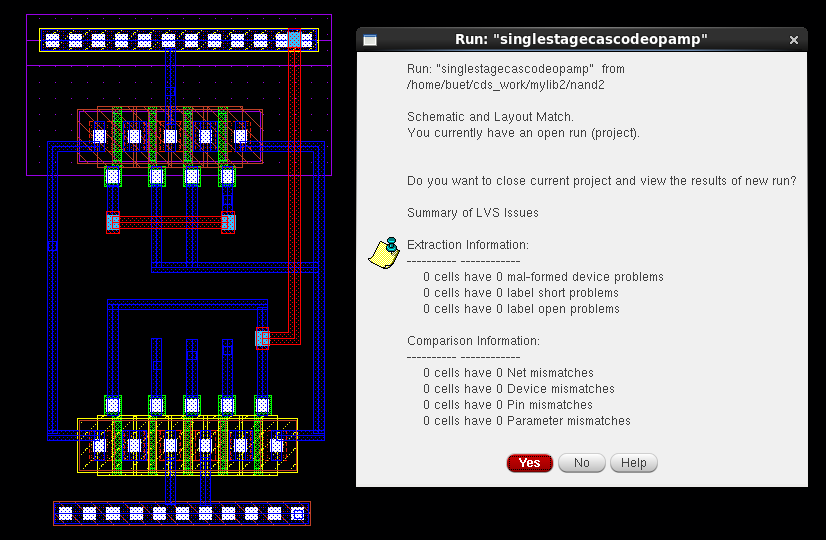 Run: "singlestagecascodeopamp"
Run: "singlestagecascodeopamp" from
/home/buet/cds_work/mylib2/nand2
Schematic and Layout Match.
You currently have an open run (project).
Do you want to close current project and view the results of new run?
Summary of LVS Issues
Extraction Information:
---------- ------------
0 cells have 0 mal-formed device problems
0 cells have 0 label short problems
0 cells have 0 label open problems
Comparison Information:
---------- ------------
0 cells have 0 Net mismatches
0 cells have 0 Device mismatches
0 cells have 0 Pin mismatches
0 cells have 0 Parameter mismatches
Yes No Help